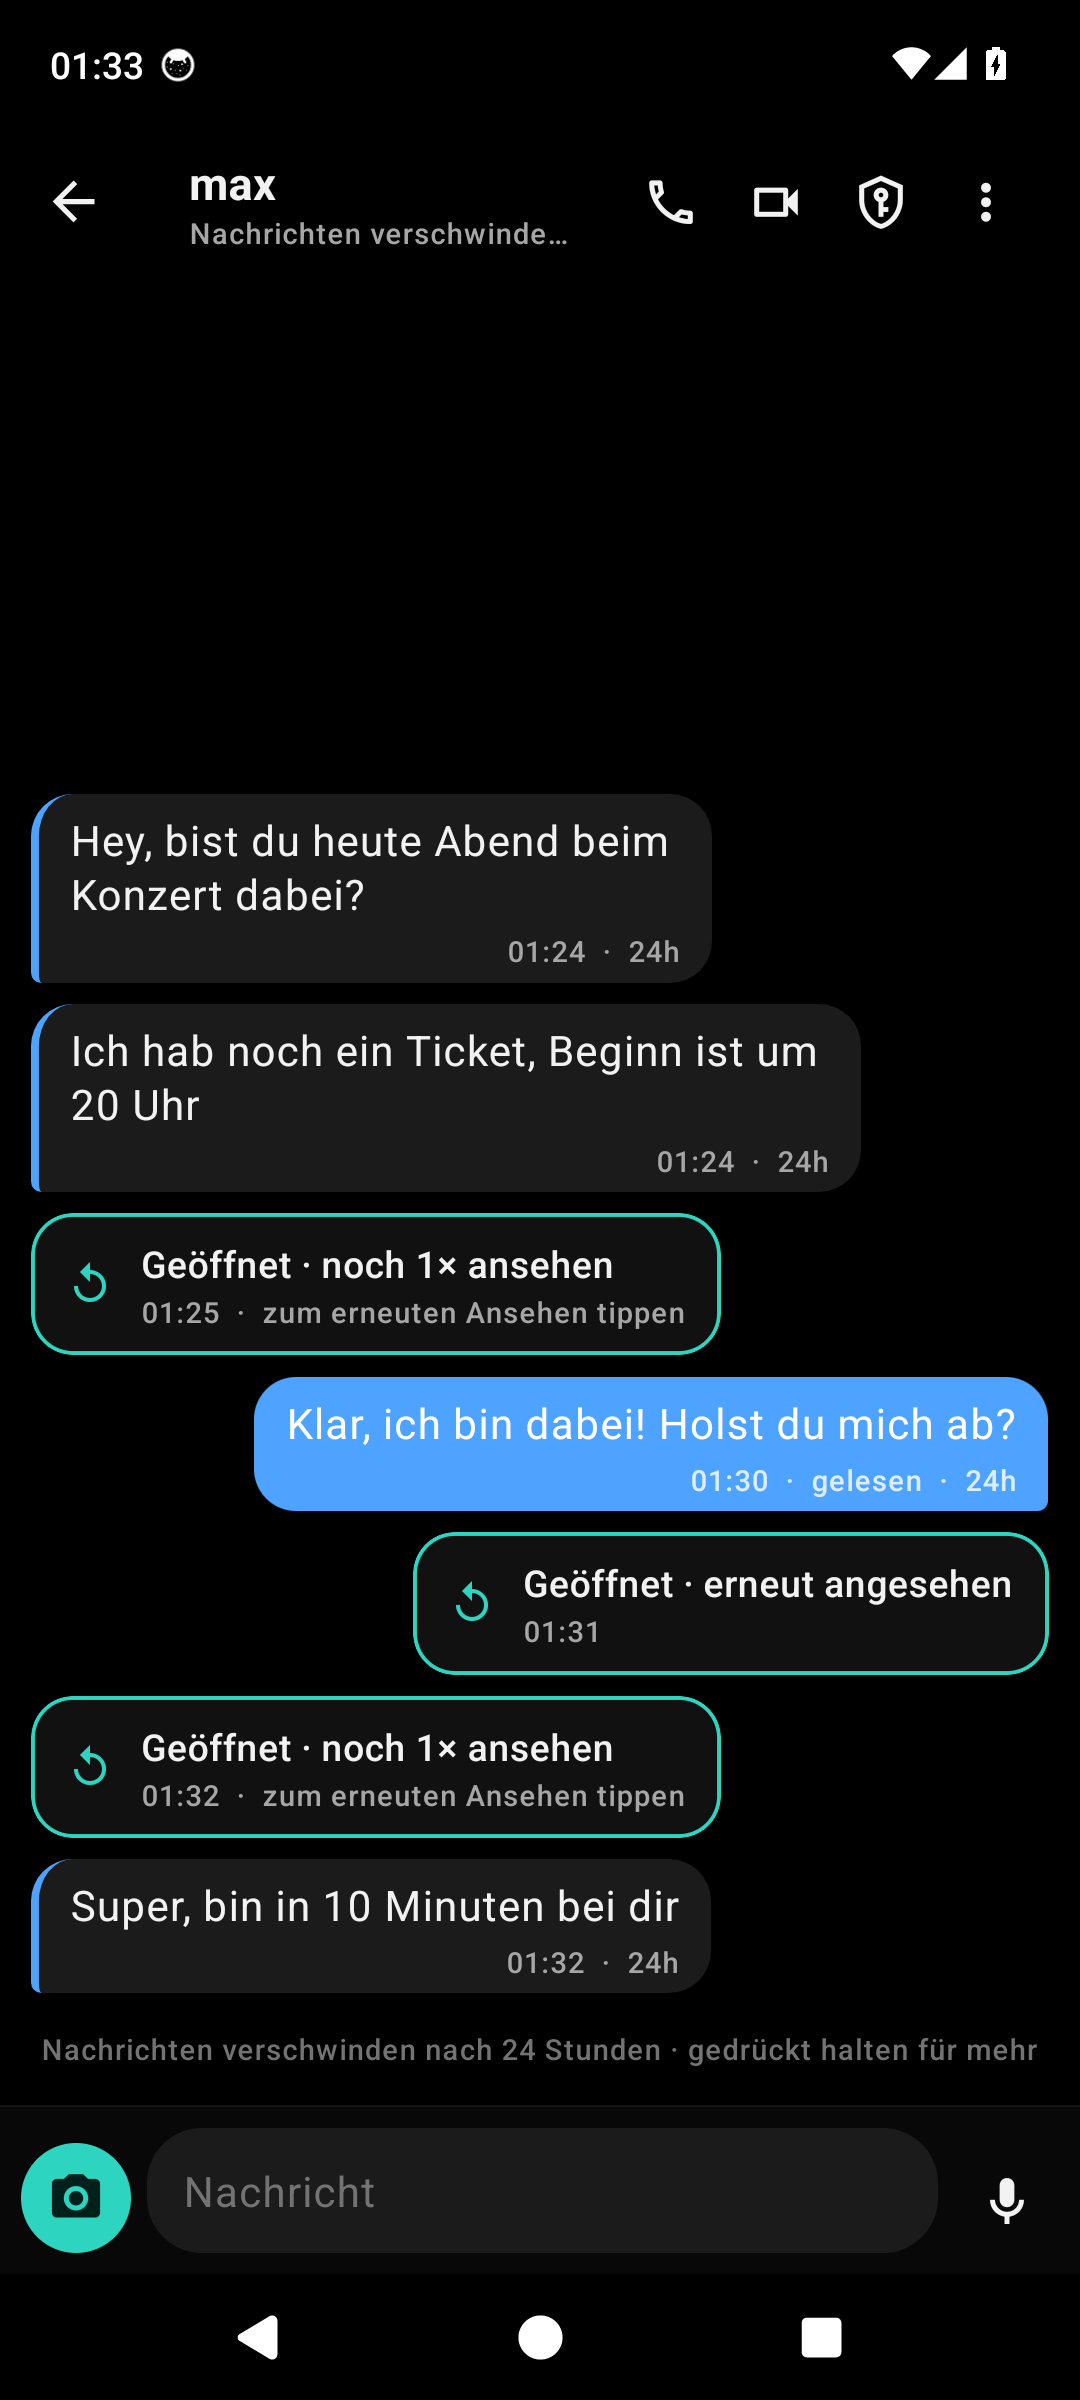 01:33
max
Nachrichten verschwinde…
Hey, bist du heute Abend beim
Konzert dabei?
01:24 · 24h
Ich hab noch ein Ticket, Beginn ist um
20 Uhr
01:24 · 24h
Geöffnet · noch 1× ansehen
01:25 · zum erneuten Ansehen tippen
Klar, ich bin dabei! Holst du mich ab?
01:30 · gelesen · 24h
Geöffnet · erneut angesehen
01:31
Geöffnet · noch 1× ansehen
01:32 · zum erneuten Ansehen tippen
Super, bin in 10 Minuten bei dir
01:32 · 24h
Nachrichten verschwinden nach 24 Stunden · gedrückt halten für mehr
Nachricht